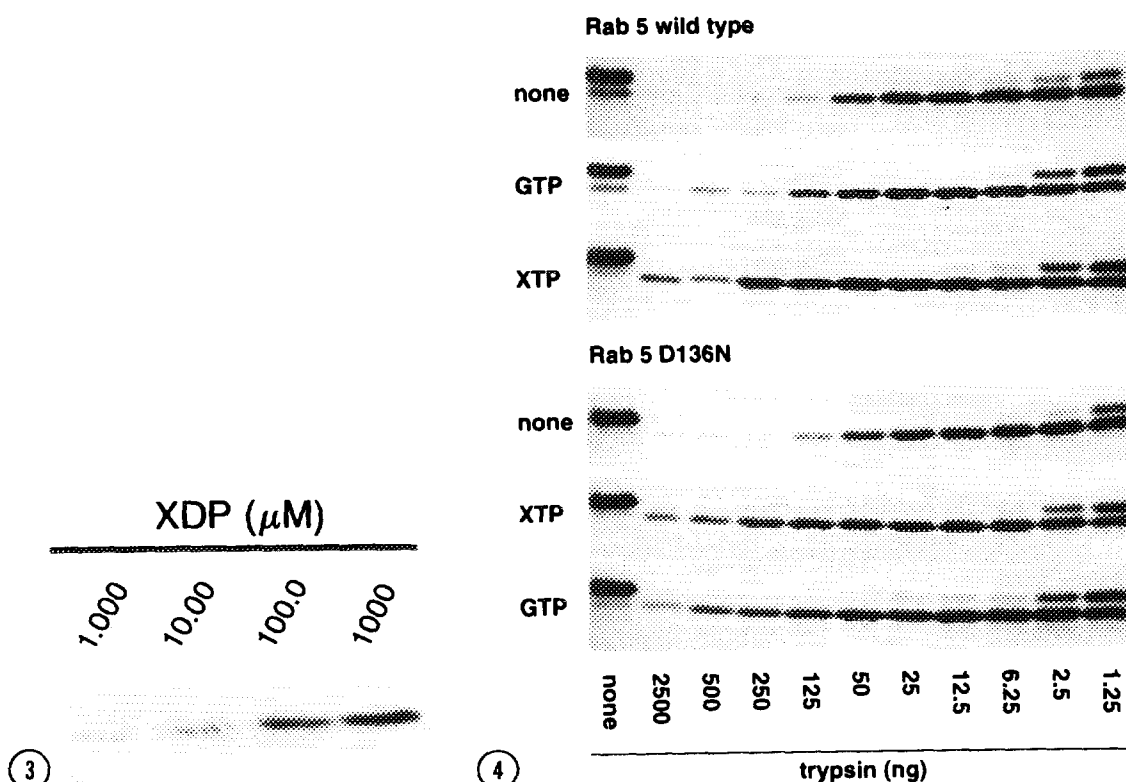 XDP (μM)
1.000
10.00
100.0
1000
3
Rab 5 wild type
none
GTP
XTP
Rab 5 D136N
none
XTP
GTP
none
2500
500
250
125
50
25
12.5
6.25
2.5
1.25
trypsin (ng)
4